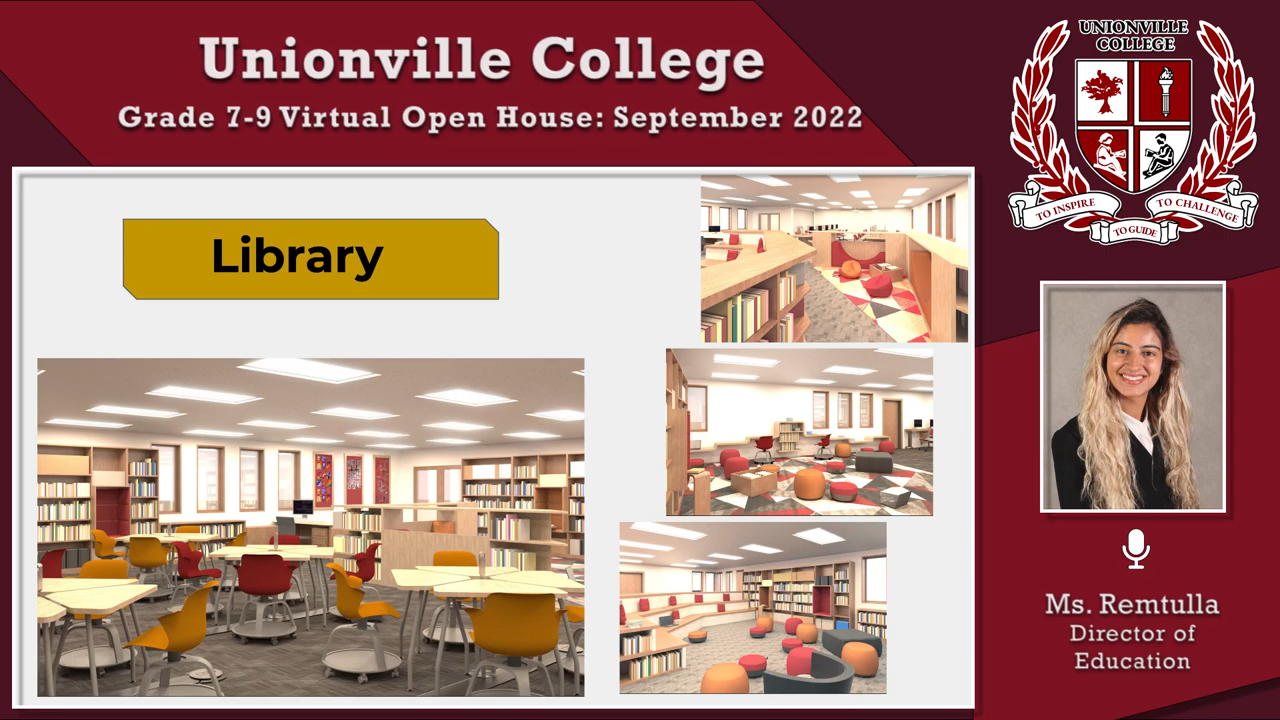 Unionville College
Grade 7-9 Virtual Open House: September 2022
UNIONVILLE
COLLEGE
TO INSPIRE
TO CHALLENGE
TO GUIDE
Library
Ms. Remtulla
Director of
Education